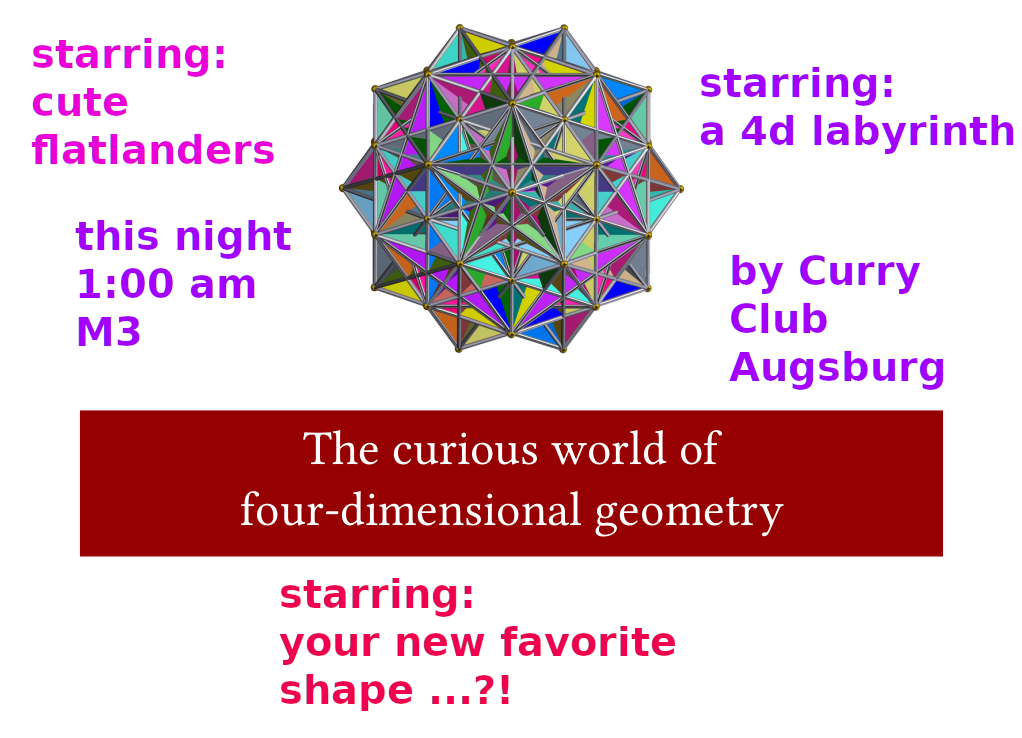 starring:
cute
flatlanders
starring:
a 4d labyrinth
this night
1:00 am
M3
by Curry
Club
Augsburg
The curious world of
four-dimensional geometry
starring:
your new favorite
shape ...?!